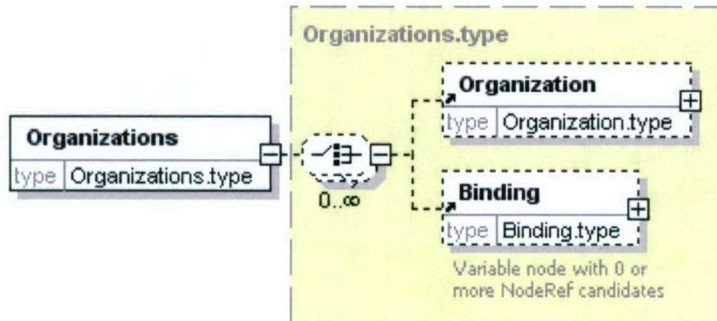 Organizations.type
Organization
type Organization.type
Organizations
type Organizations.type
0..∞
Binding
type Binding.type
Variable node with 0 or
more NodeRef candidates